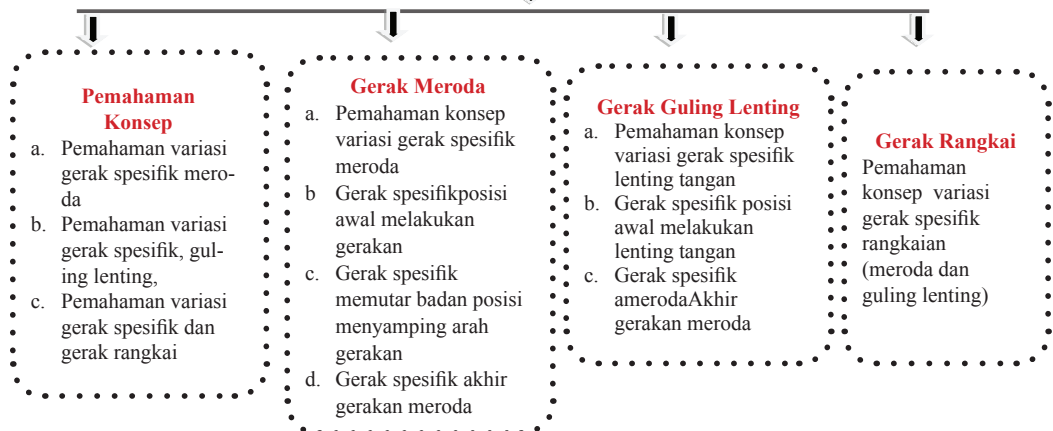 Pemahaman
Konsep
a. Pemahaman variasi
gerak spesifik mero-
da
b. Pemahaman variasi
gerak spesifik, gul-
ing lenting,
c. Pemahaman variasi
gerak spesifik dan
gerak rangkai
Gerak Meroda
a. Pemahaman konsep
variasi gerak spesifik
meroda
b Gerak spesifikposisi
awal melakukan
gerakan
c. Gerak spesifik
memutar badan posisi
menyamping arah
gerakan
d. Gerak spesifik akhir
gerakan meroda
Gerak Guling Lenting
a. Pemahaman konsep
variasi gerak spesifik
lenting tangan
b. Gerak spesifik posisi
awal melakukan
lenting tangan
c. Gerak spesifik
amerodaAkhir
gerakan meroda
Gerak Rangkai
Pemahaman
konsep variasi
gerak spesifik
rangkaian
(meroda dan
guling lenting)